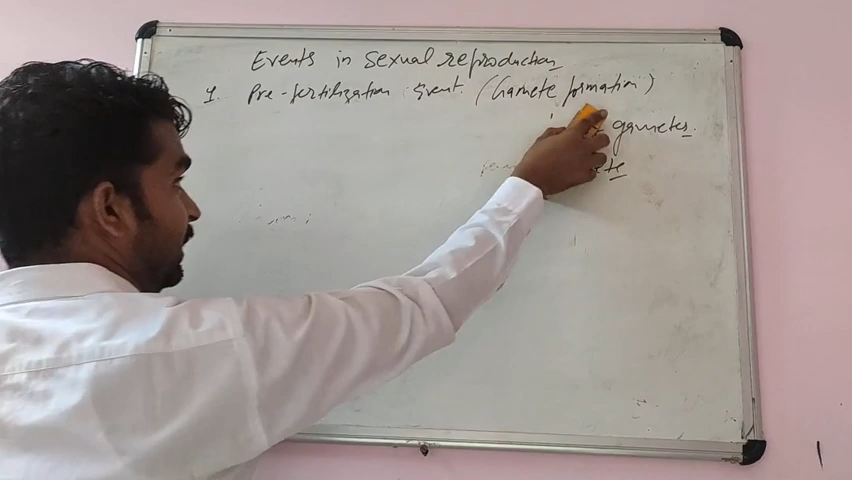 Events in sexual reproduction
1. Pre-fertilization event (Gamete formation)
gametes.